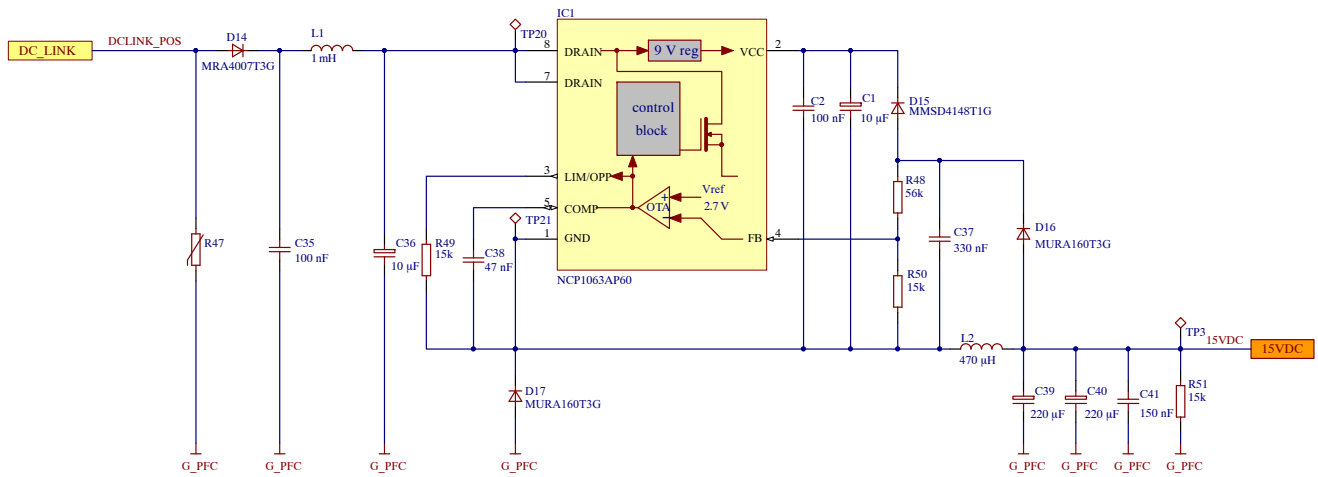 IC1
TP20
DC_LINK
DCLINK_POS
D14
MRA4007T3G
L1
1 mH
8
DRAIN
9 V reg
VCC
2
7
DRAIN
control
block
C2
100 nF
C1
10 µF
D15
MMSD4148T1G
3
LIM/OPP
Vref
2.7 V
5
COMP
OTA
+
−
TP21
1
GND
FB
4
NCP1063AP60
R48
56k
C37
330 nF
D16
MURA160T3G
R47
C35
100 nF
C36
10 µF
R49
15k
C38
47 nF
R50
15k
L2
470 µH
TP3
15VDC
15VDC
D17
MURA160T3G
C39
220 µF
C40
220 µF
C41
150 nF
R51
15k
G_PFC
G_PFC
G_PFC
G_PFC
G_PFC
G_PFC
G_PFC
G_PFC